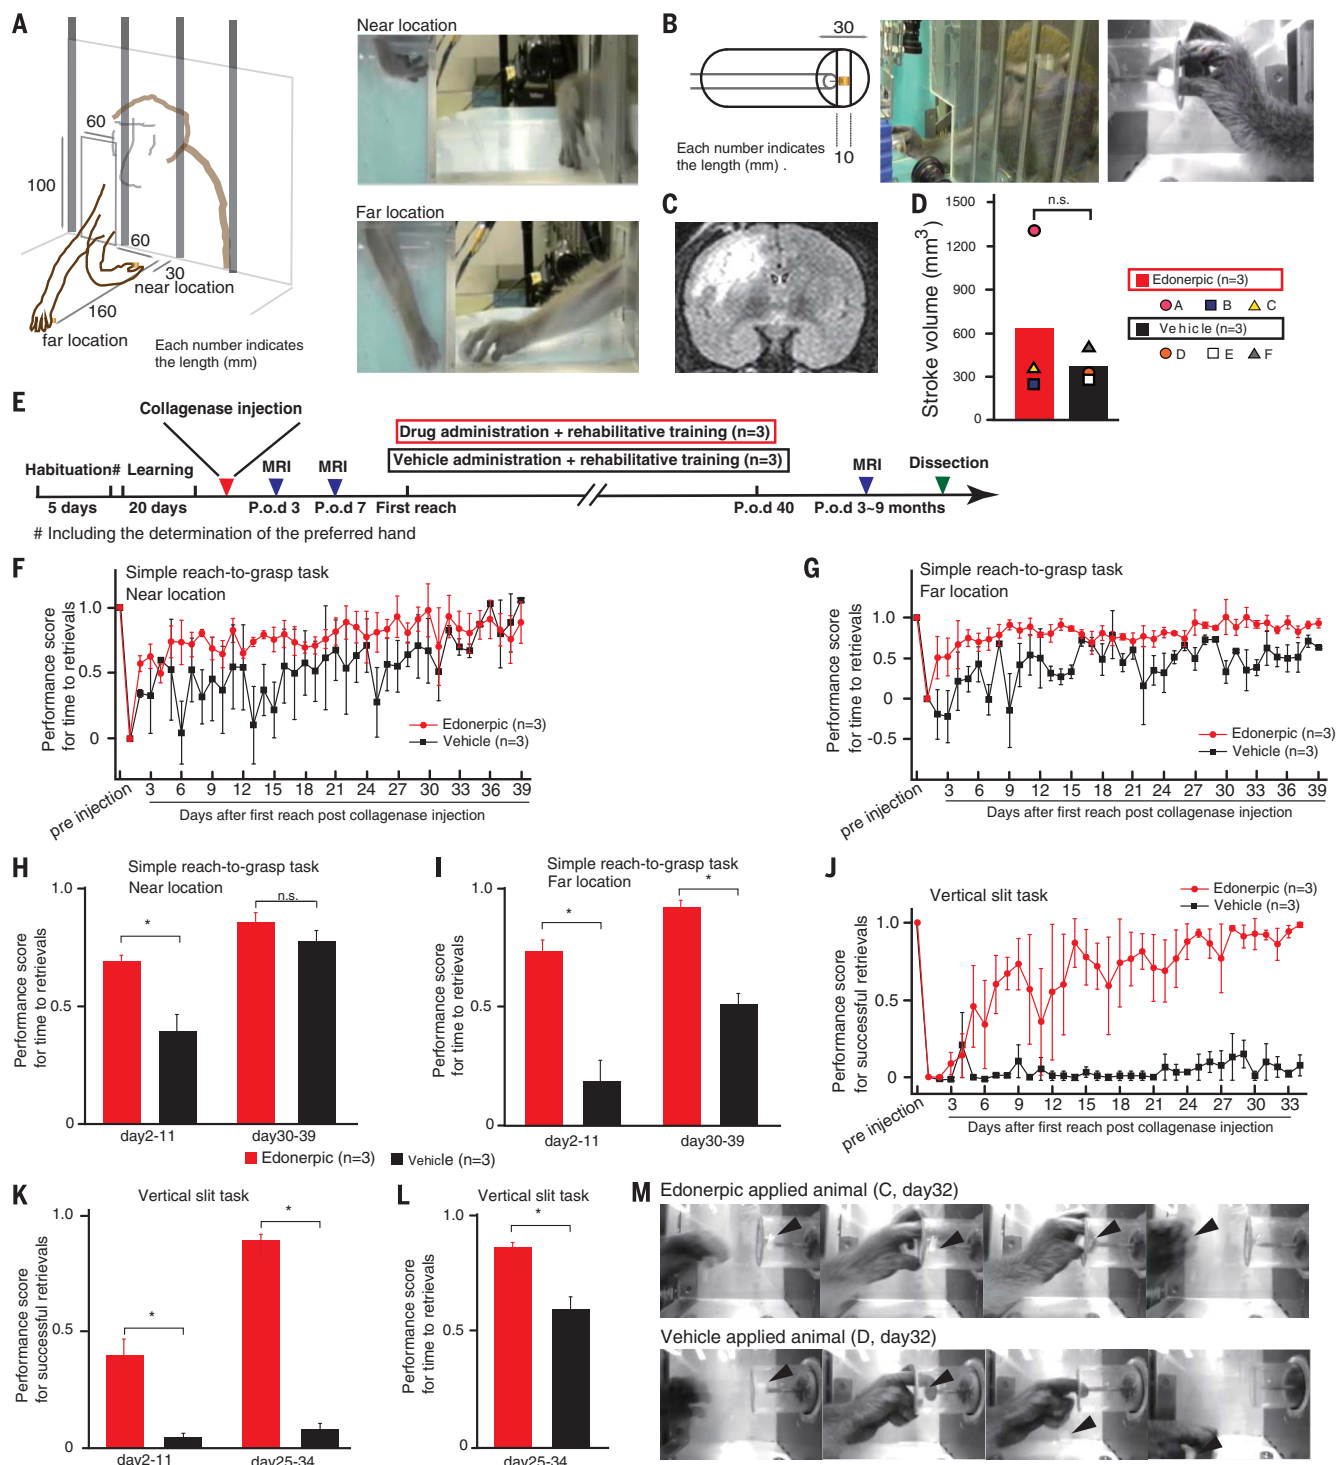 A
60
100
60
30
near location
160
far location
Each number indicates
the length (mm)
Near location
Far location
B
30
Each number indicates
the length (mm) .
10
C
D
Stroke volume (mm3)
1500
1200
900
600
300
0
n.s.
Edonerpic (n=3)
A B C
Vehicle (n=3)
D E F
E
Collagenase injection
Drug administration + rehabilitative training (n=3)
Vehicle administration + rehabilitative training (n=3)
Habituation# Learning MRI MRI MRI Dissection
5 days 20 days P.o.d 3 P.o.d 7 First reach P.o.d 40 P.o.d 3~9 months
# Including the determination of the preferred hand
F
Simple reach-to-grasp task
Near location
Performance score
for time to retrievals
1.0
0.5
0
Edonerpic (n=3)
Vehicle (n=3)
pre injection 3 6 9 12 15 18 21 24 27 30 33 36 39
Days after first reach post collagenase injection
G
Simple reach-to-grasp task
Far location
Performance score
for time to retrievals
1.0
0.5
0
-0.5
Edonerpic (n=3)
Vehicle (n=3)
pre injection 3 6 9 12 15 18 21 24 27 30 33 36 39
Days after first reach post collagenase injection
H
Simple reach-to-grasp task
Near location
Performance score
for time to retrievals
1.0
0.5
0
*
n.s.
day2-11 day30-39
I
Simple reach-to-grasp task
Far location
Performance score
for time to retrievals
1.0
0.5
0
*
*
day2-11 day30-39
Edonerpic (n=3) Vehicle (n=3)
J
Vertical slit task
Edonerpic (n=3)
Vehicle (n=3)
Performance score
for successful retrievals
1.0
0.5
0
pre injection 3 6 9 12 15 18 21 24 27 30 33
Days after first reach post collagenase injection
K
Vertical slit task
Performance score
for successful retrievals
1.0
0.5
0
*
*
day2-11 day25-34
L
Vertical slit task
Performance score
for time to retrievals
1.0
0.5
0
*
day25-34
M
Edonerpic applied animal (C, day32)
Vehicle applied animal (D, day32)